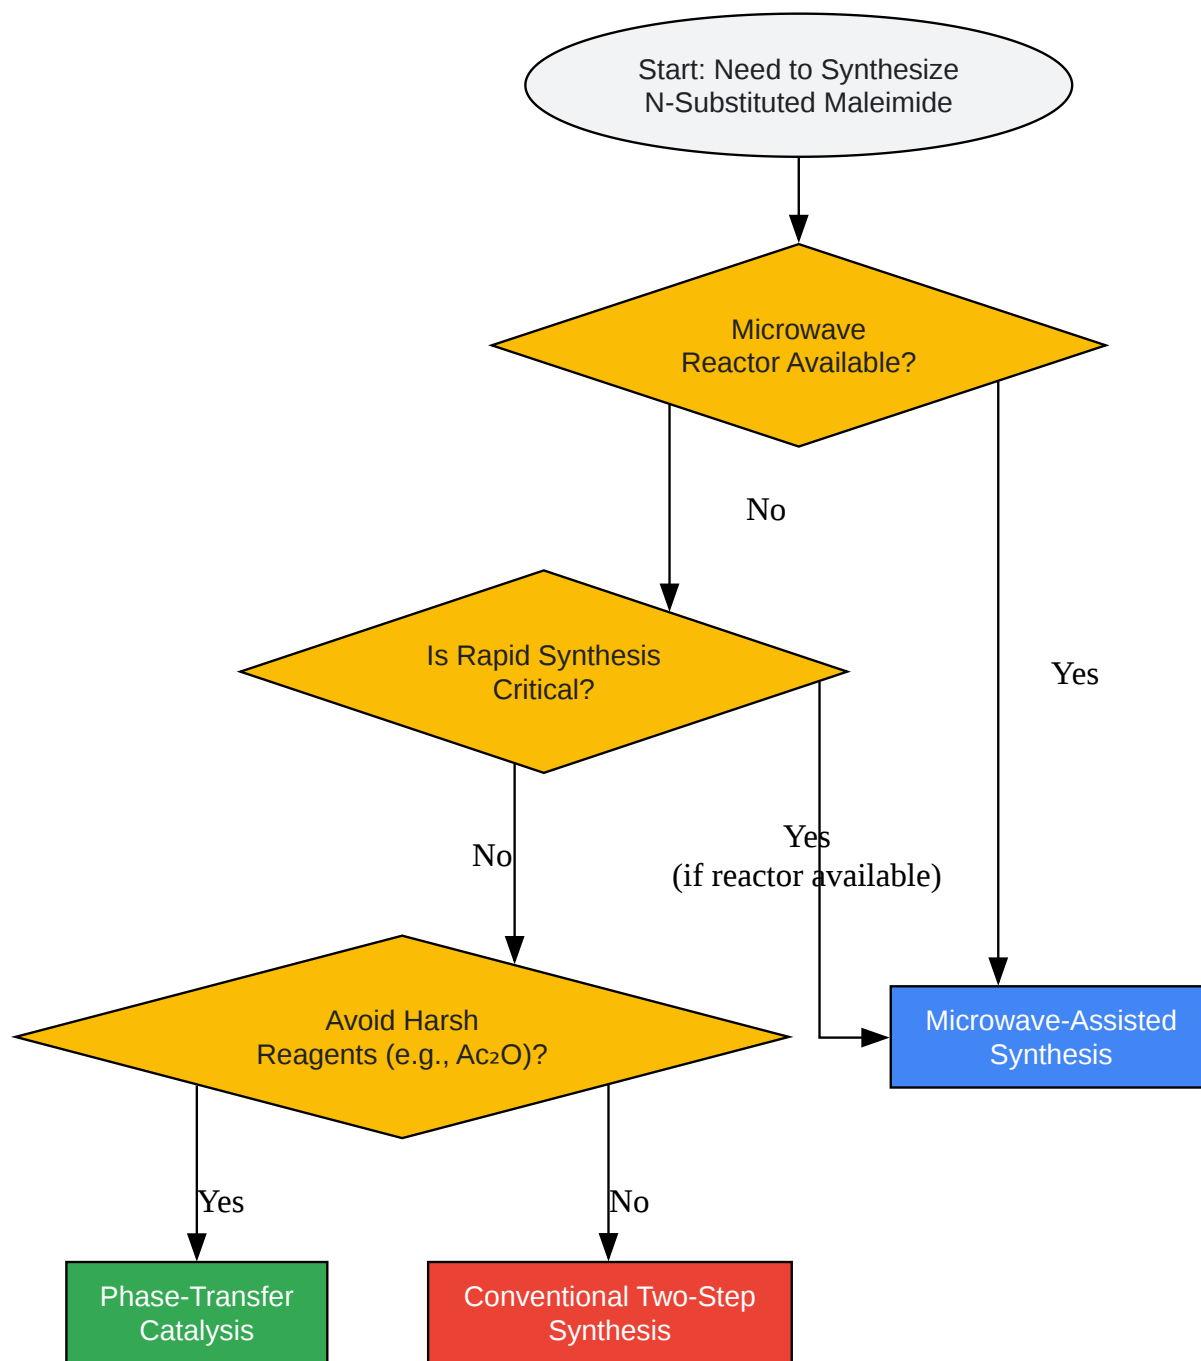 Start: Need to Synthesize
N-Substituted Maleimide
Microwave
Reactor Available?
No
Is Rapid Synthesis
Critical?
Yes
No
Yes
(if reactor available)
Avoid Harsh
Reagents (e.g., Ac₂O)?
Microwave-Assisted
Synthesis
Yes
No
Phase-Transfer
Catalysis
Conventional Two-Step
Synthesis